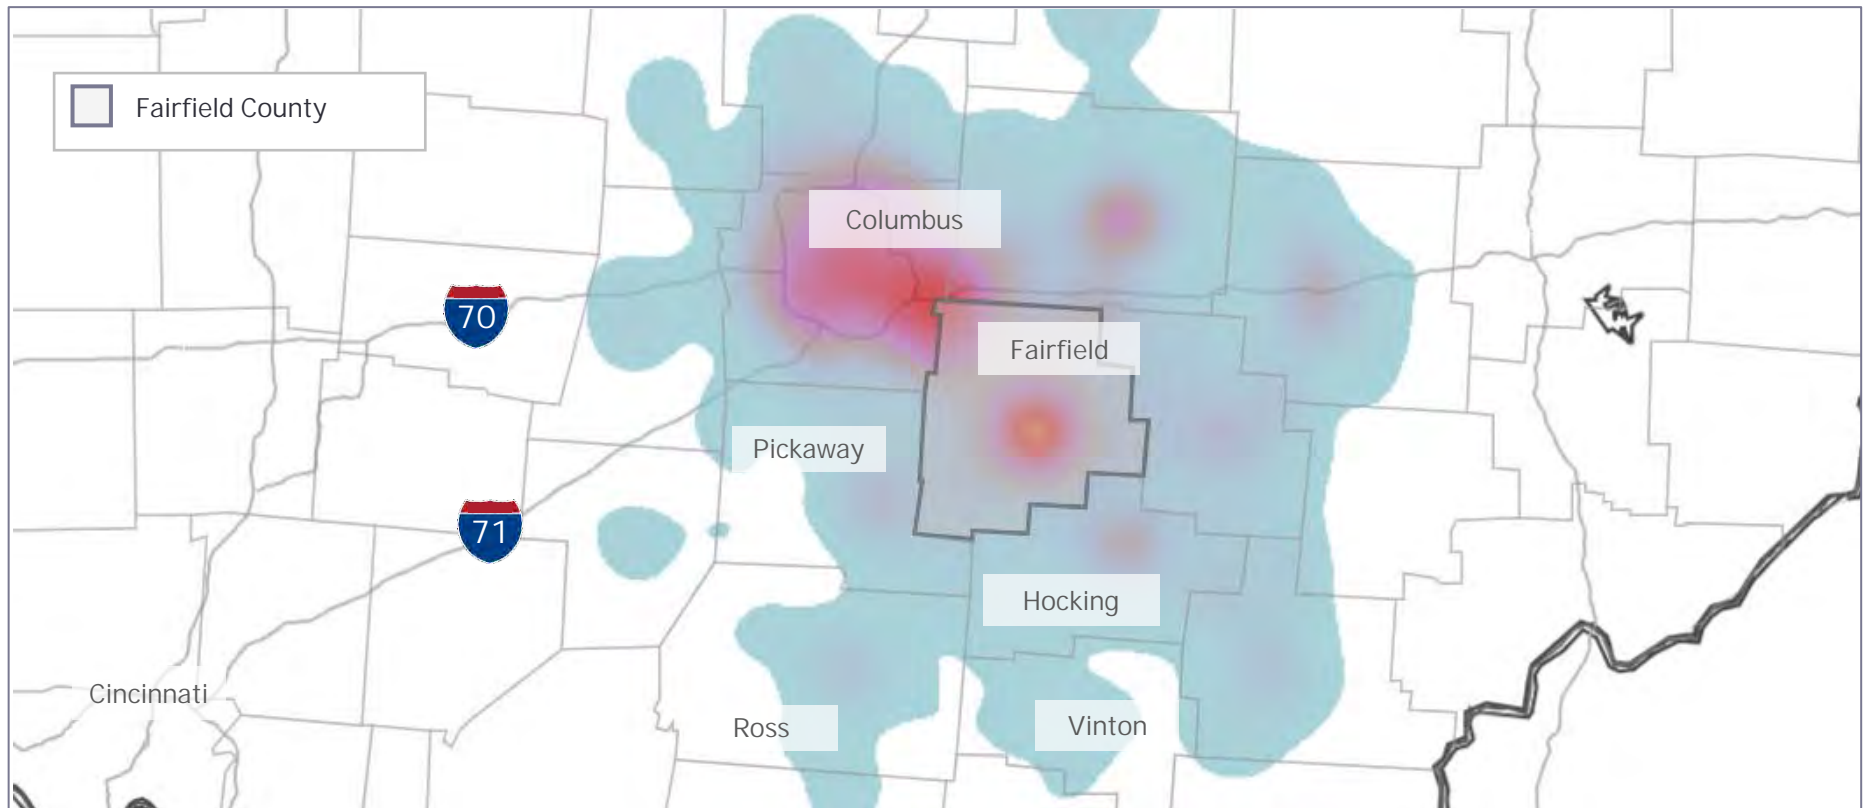 Fairfield County
Columbus
70
Fairfield
Pickaway
71
Hocking
Cincinnati
Ross
Vinton